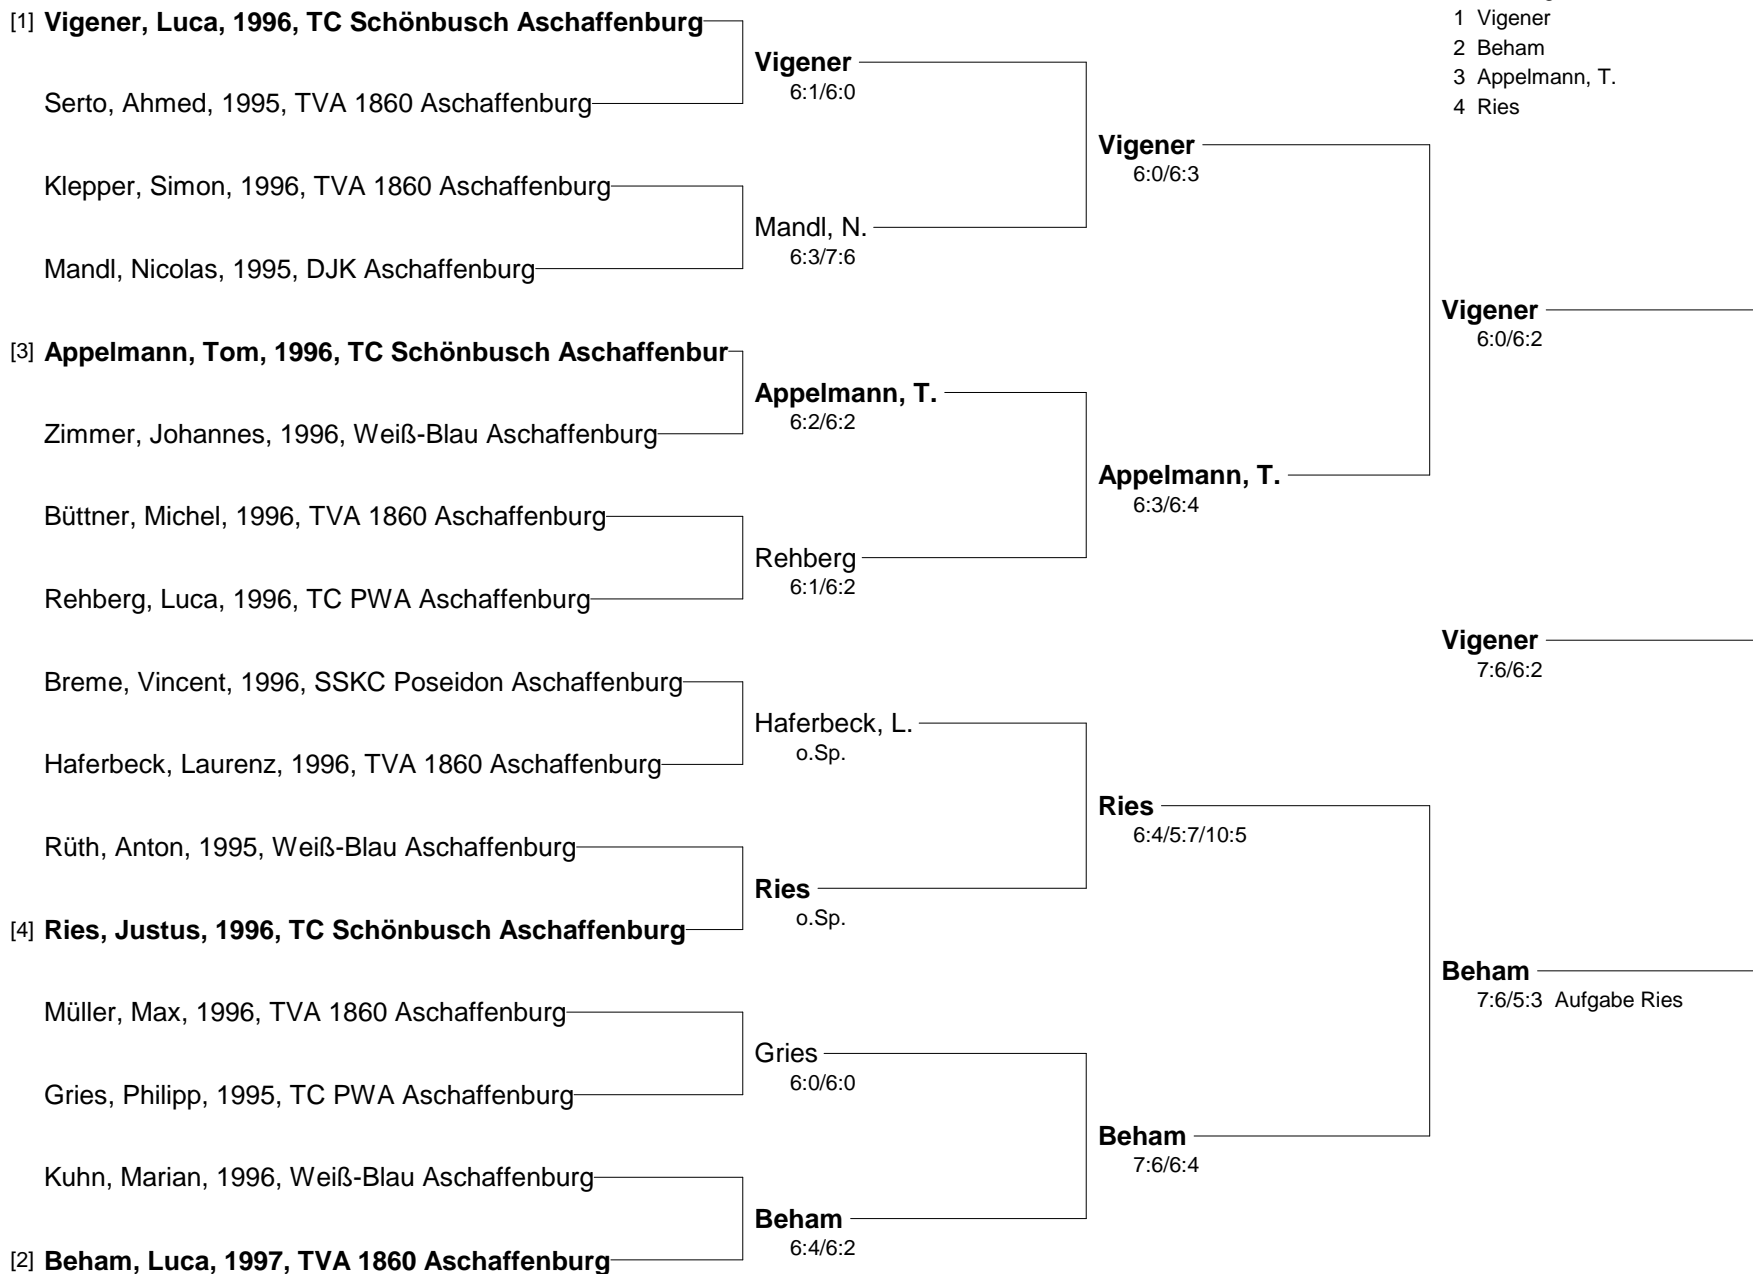 [1] Vigener, Luca, 1996, TC Schönbusch Aschaffenburg
1 Vigener
2 Beham
3 Appelmann, T.
4 Ries
Vigener
6:1/6:0
Serto, Ahmed, 1995, TVA 1860 Aschaffenburg
Vigener
6:0/6:3
Klepper, Simon, 1996, TVA 1860 Aschaffenburg
Mandl, N.
6:3/7:6
Mandl, Nicolas, 1995, DJK Aschaffenburg
Vigener
6:0/6:2
[3] Appelmann, Tom, 1996, TC Schönbusch Aschaffenbur
Appelmann, T.
6:2/6:2
Zimmer, Johannes, 1996, Weiß-Blau Aschaffenburg
Appelmann, T.
6:3/6:4
Büttner, Michel, 1996, TVA 1860 Aschaffenburg
Rehberg
6:1/6:2
Rehberg, Luca, 1996, TC PWA Aschaffenburg
Vigener
7:6/6:2
Breme, Vincent, 1996, SSKC Poseidon Aschaffenburg
Haferbeck, L.
o.Sp.
Haferbeck, Laurenz, 1996, TVA 1860 Aschaffenburg
Ries
6:4/5:7/10:5
Rüth, Anton, 1995, Weiß-Blau Aschaffenburg
Ries
o.Sp.
[4] Ries, Justus, 1996, TC Schönbusch Aschaffenburg
Beham
7:6/5:3 Aufgabe Ries
Müller, Max, 1996, TVA 1860 Aschaffenburg
Gries
6:0/6:0
Gries, Philipp, 1995, TC PWA Aschaffenburg
Beham
7:6/6:4
Kuhn, Marian, 1996, Weiß-Blau Aschaffenburg
Beham
6:4/6:2
[2] Beham, Luca, 1997, TVA 1860 Aschaffenburg